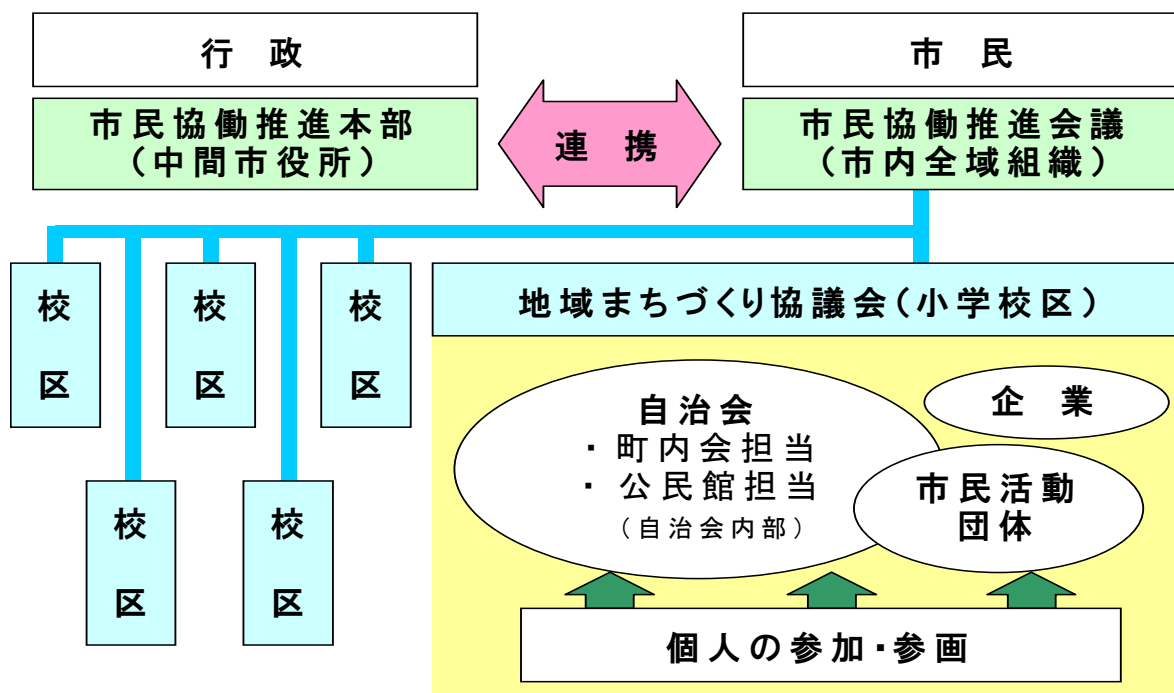 行 政
市民協働推進本部
（中間市役所）
連 携
市 民
市民協働推進会議
（市内全域組織）
校
区
校
区
校
区
校
区
校
区
地域まちづくり協議会（小学校区）
自治会
・町内会担当
・公民館担当
（自治会内部）
企 業
市民活動
団体
個人の参加・参画